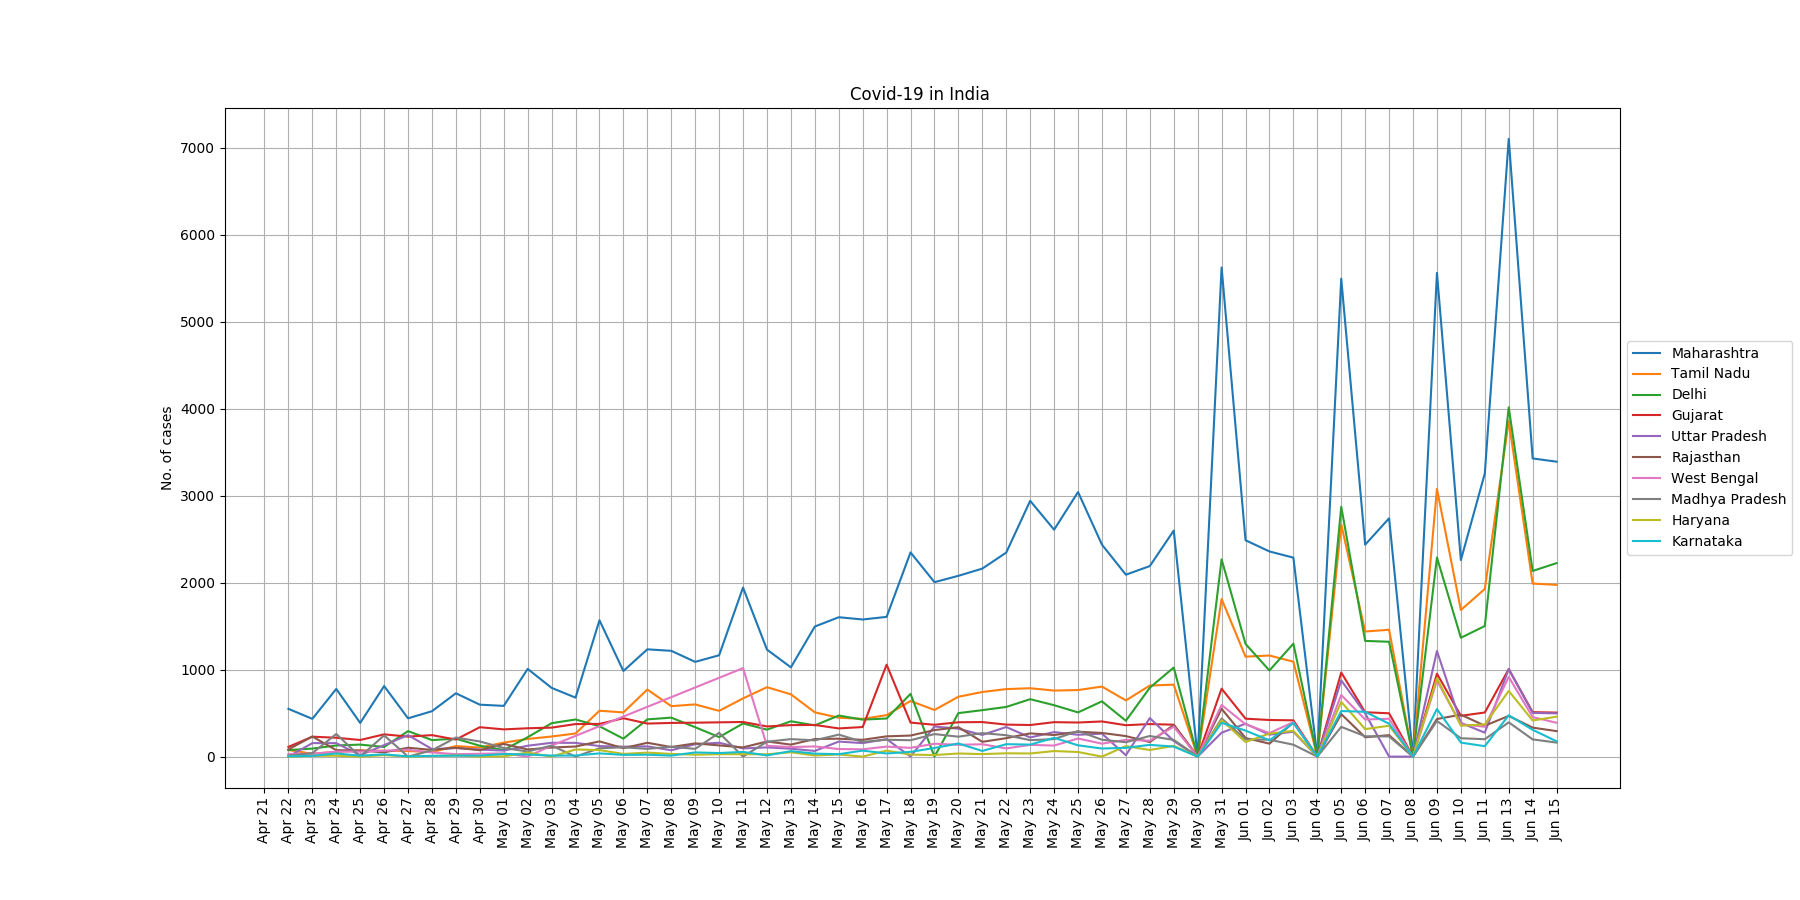 Covid-19 in India
No. of cases
7000
6000
5000
4000
3000
2000
1000
0
Apr 21
Apr 22
Apr 23
Apr 24
Apr 25
Apr 26
Apr 27
Apr 28
Apr 29
Apr 30
May 01
May 02
May 03
May 04
May 05
May 06
May 07
May 08
May 09
May 10
May 11
May 12
May 13
May 14
May 15
May 16
May 17
May 18
May 19
May 20
May 21
May 22
May 23
May 24
May 25
May 26
May 27
May 28
May 29
May 30
May 31
Jun 01
Jun 02
Jun 03
Jun 04
Jun 05
Jun 06
Jun 07
Jun 08
Jun 09
Jun 10
Jun 11
Jun 13
Jun 14
Jun 15
Maharashtra
Tamil Nadu
Delhi
Gujarat
Uttar Pradesh
Rajasthan
West Bengal
Madhya Pradesh
Haryana
Karnataka